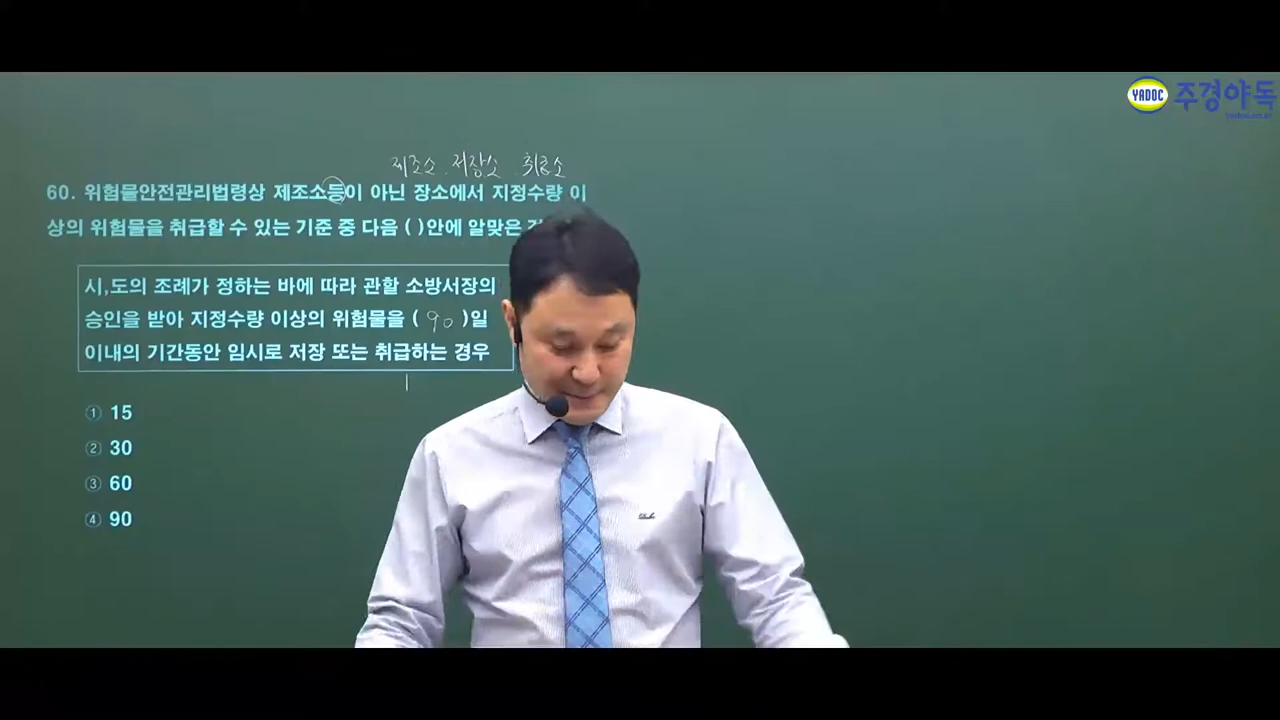 YADOC 주경야독
제조소 . 저장소 . 취급소
60. 위험물안전관리법령상 제조소등이 아닌 장소에서 지정수량 이
상의 위험물을 취급할 수 있는 기준 중 다음 ( )안에 알맞은
시,도의 조례가 정하는 바에 따라 관할 소방서장의
승인을 받아 지정수량 이상의 위험물을 ( 90 )일
이내의 기간동안 임시로 저장 또는 취급하는 경우
① 15
② 30
③ 60
④ 90